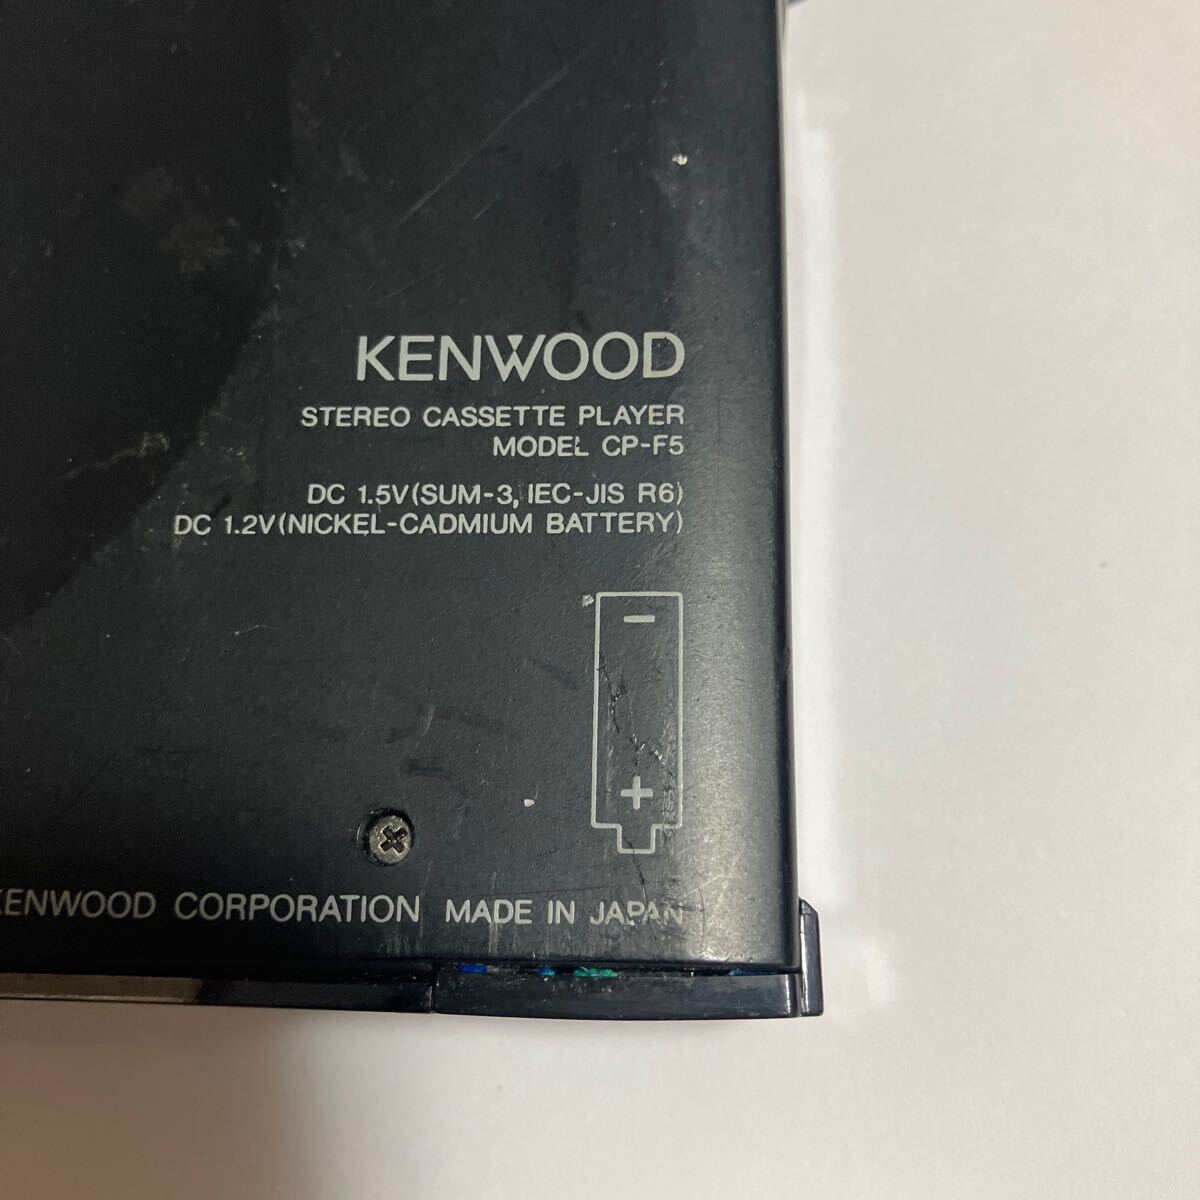 KENWOOD
STEREO CASSETTE PLAYER
MODEL CP-F5
DC 1.5V(SUM-3, IEC-JIS R6)
DC 1.2V(NICKEL-CADMIUM BATTERY)
-
+
KENWOOD CORPORATION MADE IN JAPAN